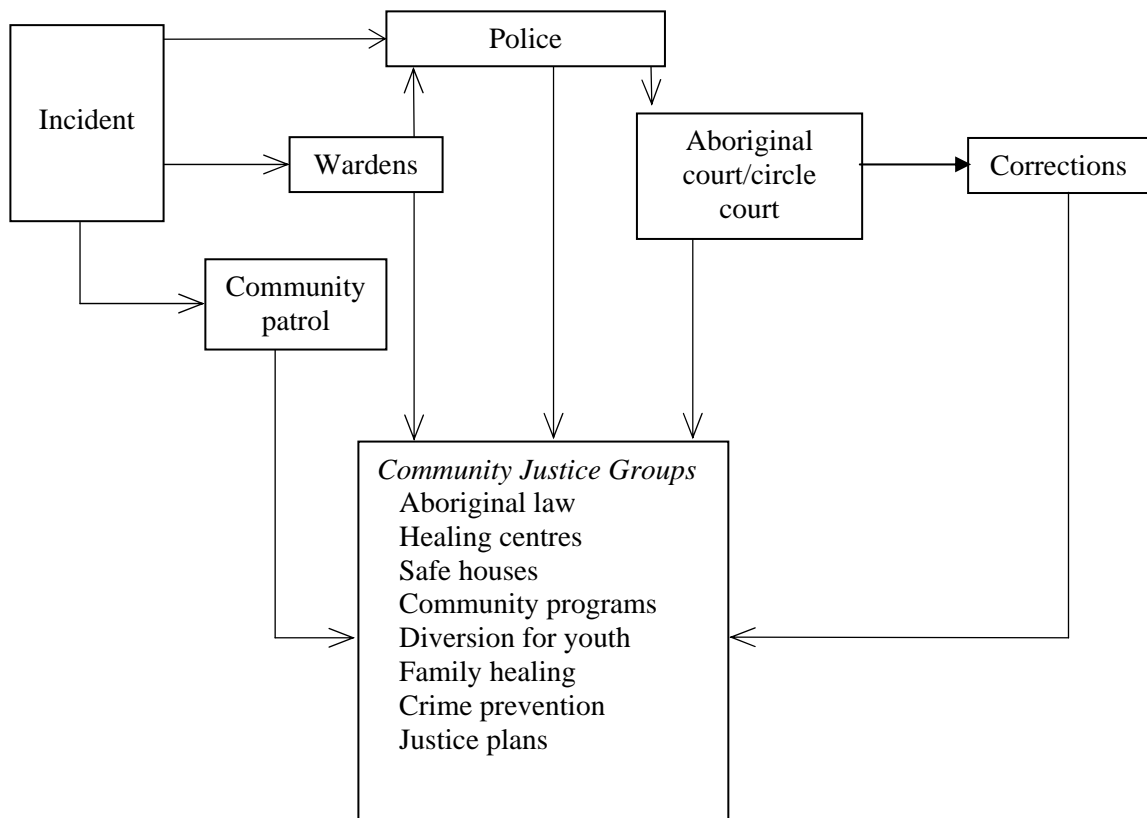 Police
Incident
Wardens
Aboriginal
court/circle
court
Corrections
Community
patrol
Community Justice Groups
Aboriginal law
Healing centres
Safe houses
Community programs
Diversion for youth
Family healing
Crime prevention
Justice plans